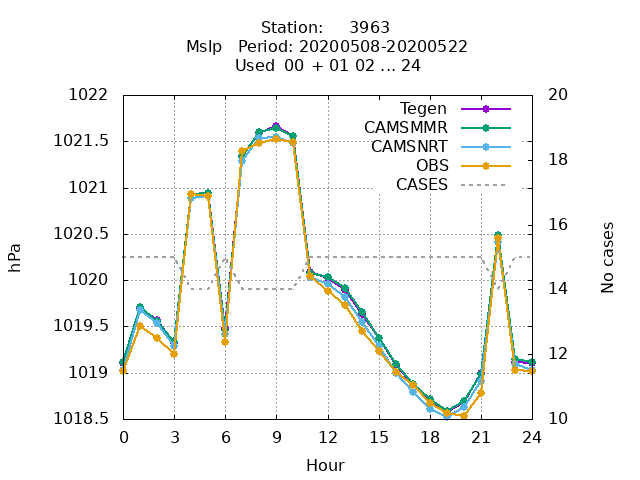 Station: 3963
Mslp Period: 20200508-20200522
Used 00 + 01 02 ... 24
hPa
No cases
1022
1021.5
1021
1020.5
1020
1019.5
1019
1018.5
20
18
16
14
12
10
Tegen
CAMSMMR
CAMSNRT
OBS
CASES
0 3 6 9 12 15 18 21 24
Hour